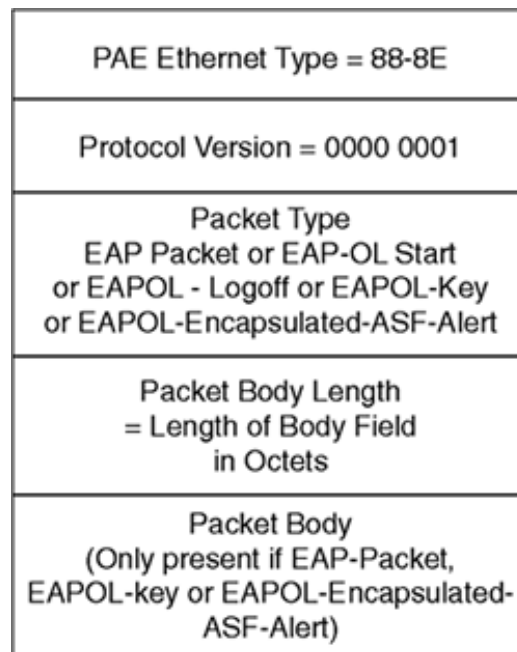 PAE Ethernet Type = 88-8E
Protocol Version = 0000 0001
Packet Type
EAP Packet or EAP-OL Start
or EAPOL - Logoff or EAPOL-Key
or EAPOL-Encapsulated-ASF-Alert
Packet Body Length
= Length of Body Field
in Octets
Packet Body
(Only present if EAP-Packet,
EAPOL-key or EAPOL-Encapsulated-
ASF-Alert)